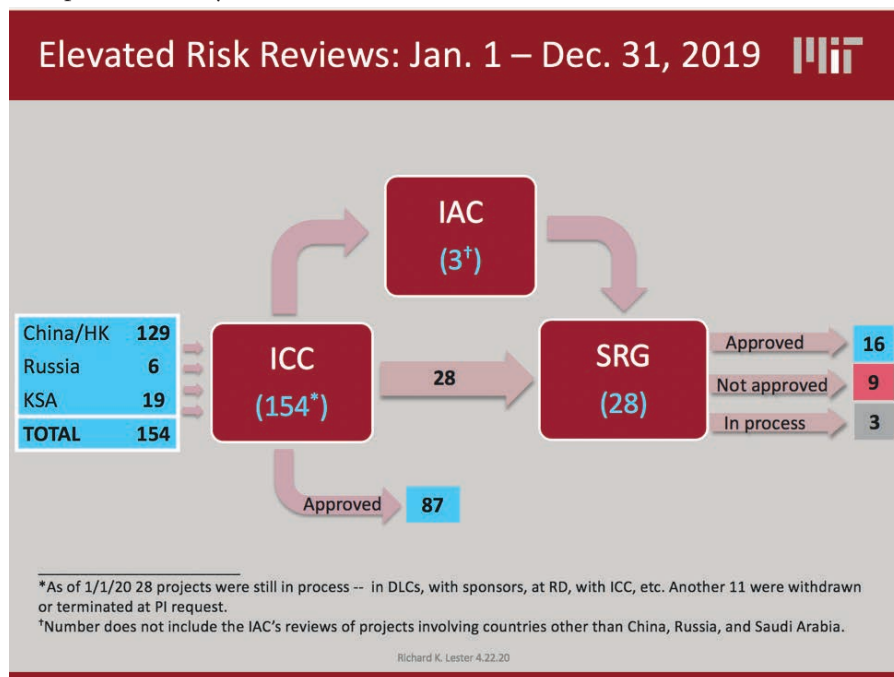 Elevated Risk Reviews: Jan. 1 – Dec. 31, 2019
MIT
IAC
(3†)
China/HK 129
Russia 6
KSA 19
TOTAL 154
ICC
(154*)
28
SRG
(28)
Approved 16
Not approved 9
In process 3
Approved 87
*As of 1/1/20 28 projects were still in process -- in DLCs, with sponsors, at RD, with ICC, etc. Another 11 were withdrawn
or terminated at PI request.
†Number does not include the IAC's reviews of projects involving countries other than China, Russia, and Saudi Arabia.
Richard K. Lester 4.22.20